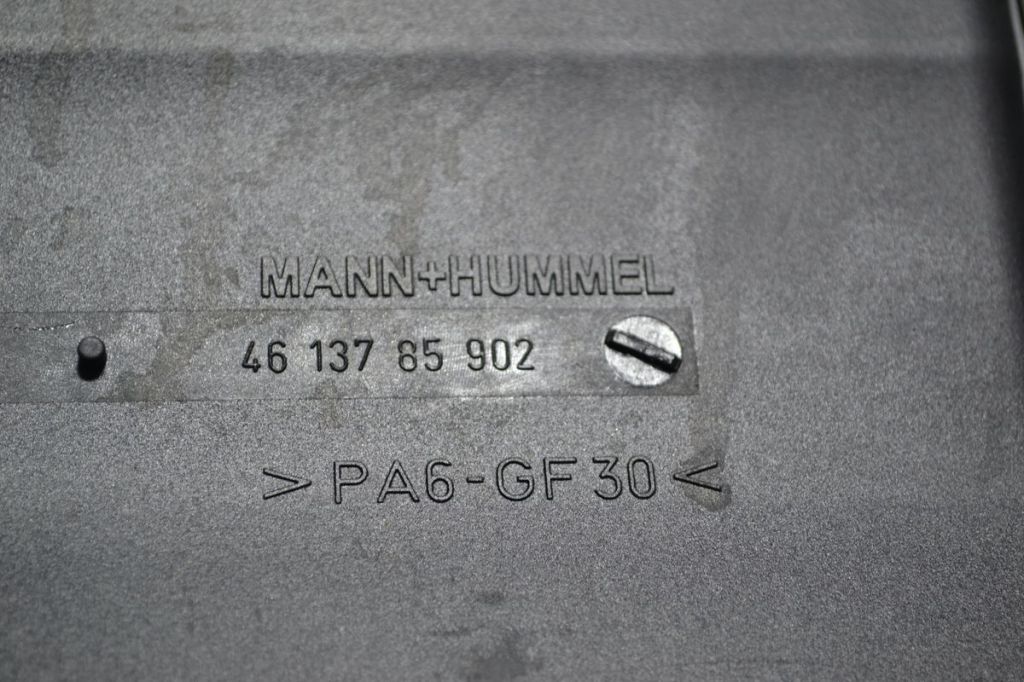 MANN+HUMMEL
46 137 85 902
>PA6-GF30<